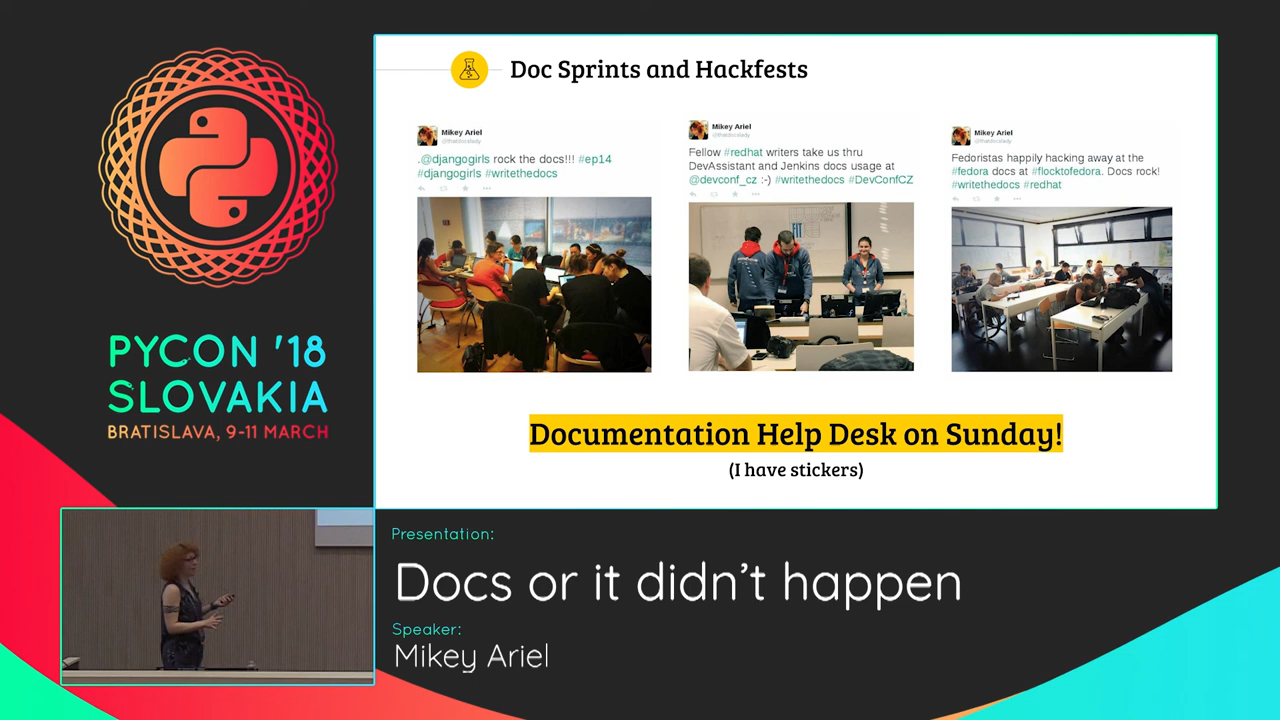 PYCON '18
SLOVAKIA
BRATISLAVA, 9-11 MARCH
Doc Sprints and Hackfests
Mikey Ariel
@thatdocslady
.@djangogirls rock the docs!!! #ep14
#djangogirls #writethedocs
Mikey Ariel
@thatdocslady
Fellow #redhat writers take us thru
DevAssistant and Jenkins docs usage at
@devconf_cz :-) #writethedocs #DevConfCZ
Mikey Ariel
@thatdocslady
Fedoristas happily hacking away at the
#fedora docs at #flocktofedora. Docs rock!
#writethedocs #redhat
Documentation Help Desk on Sunday!
(I have stickers)
Presentation:
Docs or it didn't happen
Speaker:
Mikey Ariel